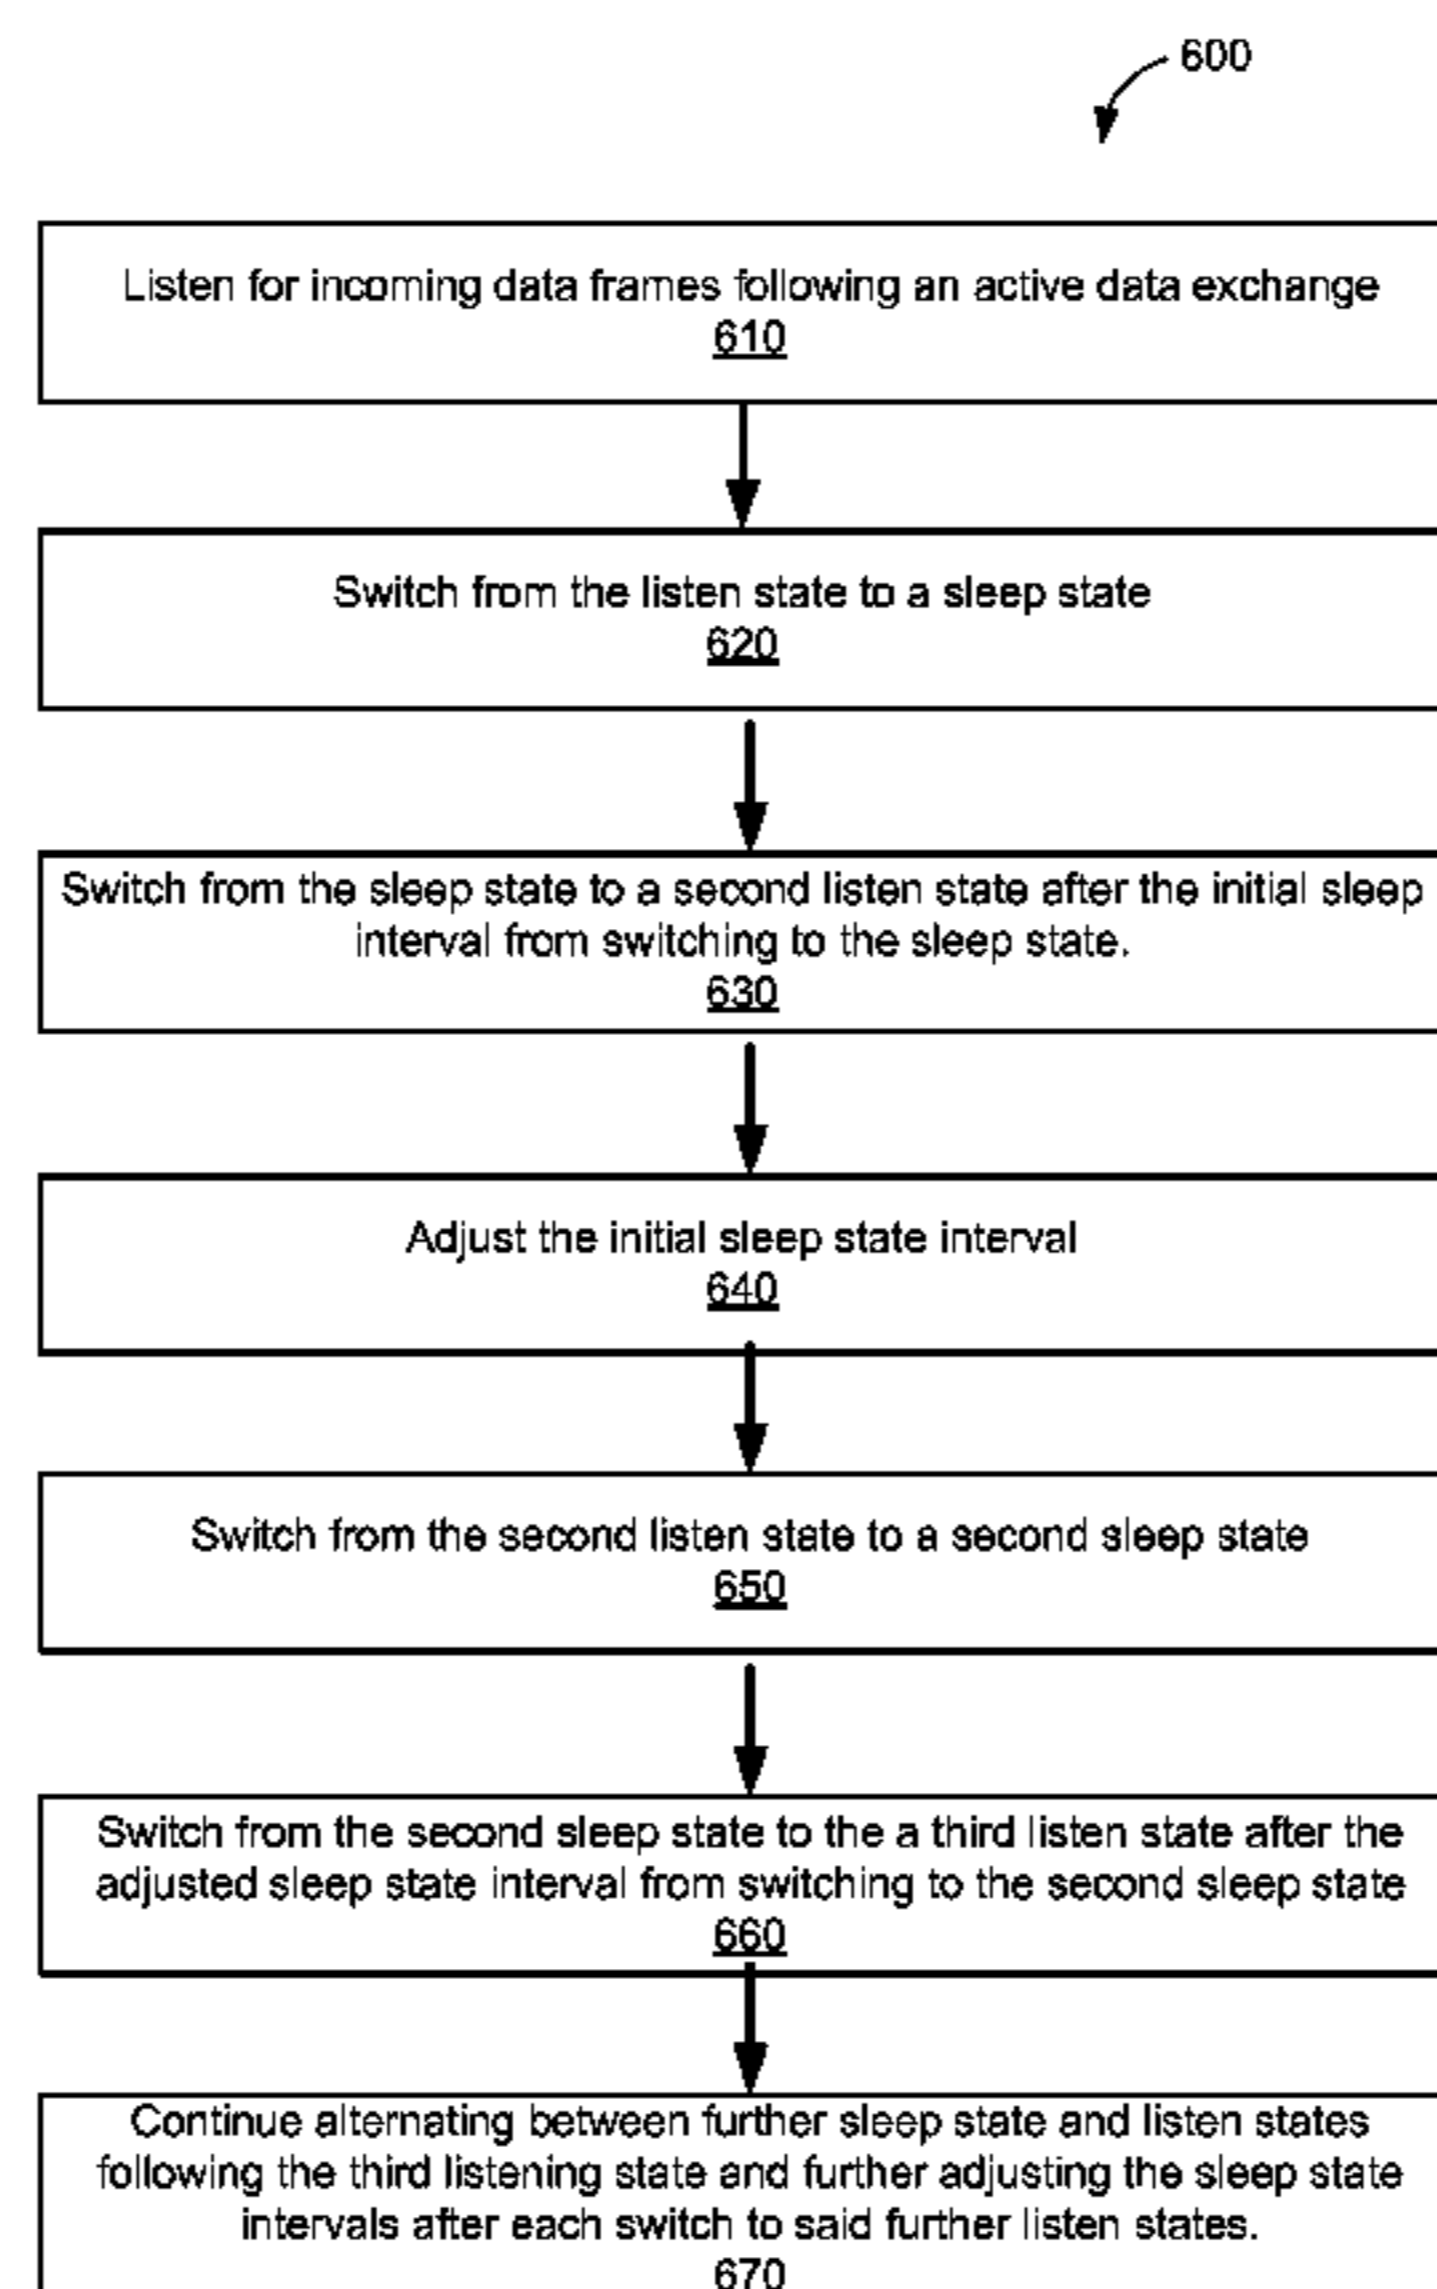 600
Listen for incoming data frames following an active data exchange
610
Switch from the listen state to a sleep state
620
Switch from the sleep state to a second listen state after the initial sleep
interval from switching to the sleep state.
630
Adjust the initial sleep state interval
640
Switch from the second listen state to a second sleep state
650
Switch from the second sleep state to the a third listen state after the
adjusted sleep state interval from switching to the second sleep state
660
Continue alternating between further sleep state and listen states
following the third listening state and further adjusting the sleep state
intervals after each switch to said further listen states.
670